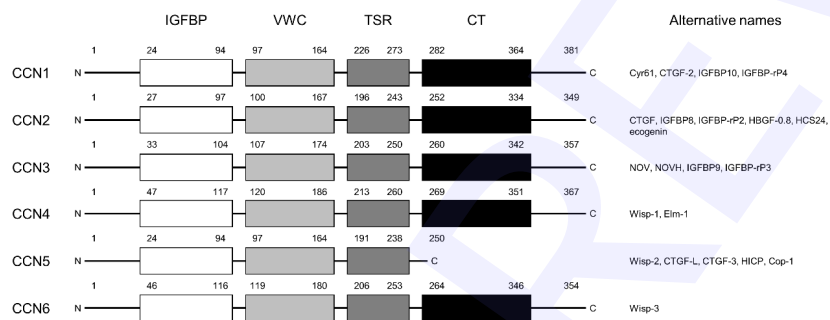 IGFBP VWC TSR CT Alternative names
1 24 94 97 164 226 273 282 364 381
CCN1 N C Cyr61, CTGF-2, IGFBP10, IGFBP-rP4
1 27 97 100 167 196 243 252 334 349
CCN2 N C CTGF, IGFBP8, IGFBP-rP2, HBGF-0.8, HCS24,
ecogenin
1 33 104 107 174 203 250 260 342 357
CCN3 N C NOV, NOVH, IGFBP9, IGFBP-rP3
1 47 117 120 186 213 260 269 351 367
CCN4 N C Wisp-1, Elm-1
1 24 94 97 164 191 238 250
CCN5 N C Wisp-2, CTGF-L, CTGF-3, HICP, Cop-1
1 46 116 119 180 206 253 264 346 354
CCN6 N C Wisp-3